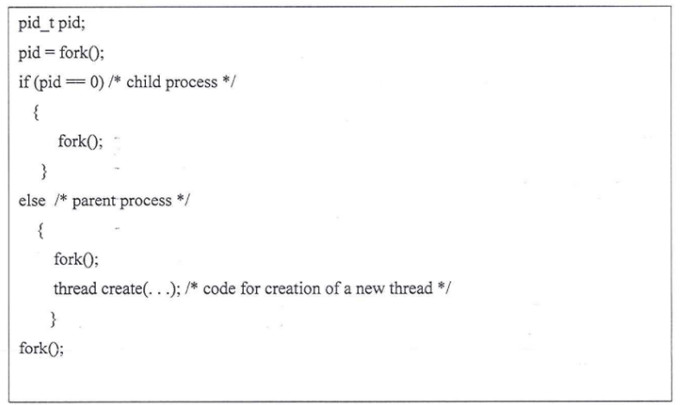 pid_t pid;
pid = fork();
if (pid == 0) /* child process */
{
fork();
}
else /* parent process */
{
fork();
thread create(. . .); /* code for creation of a new thread */
}
fork();